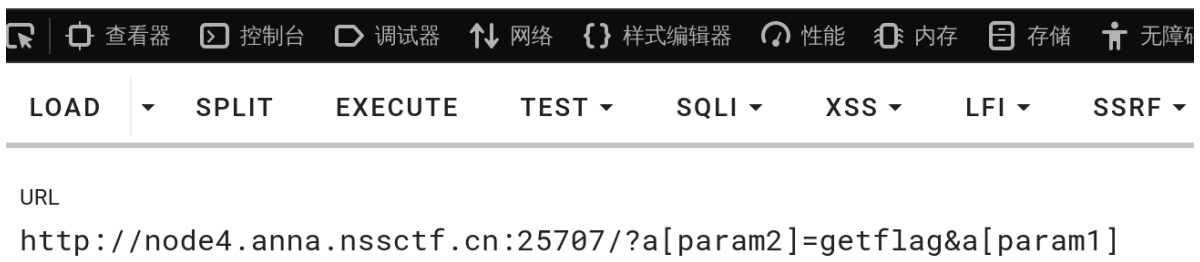 查看器 控制台 调试器 网络 样式编辑器 性能 内存 存储 无障碍
LOAD SPLIT EXECUTE TEST SQLI XSS LFI SSRF
URL
http://node4.anna.nssctf.cn:25707/?a[param2]=getflag&a[param1]